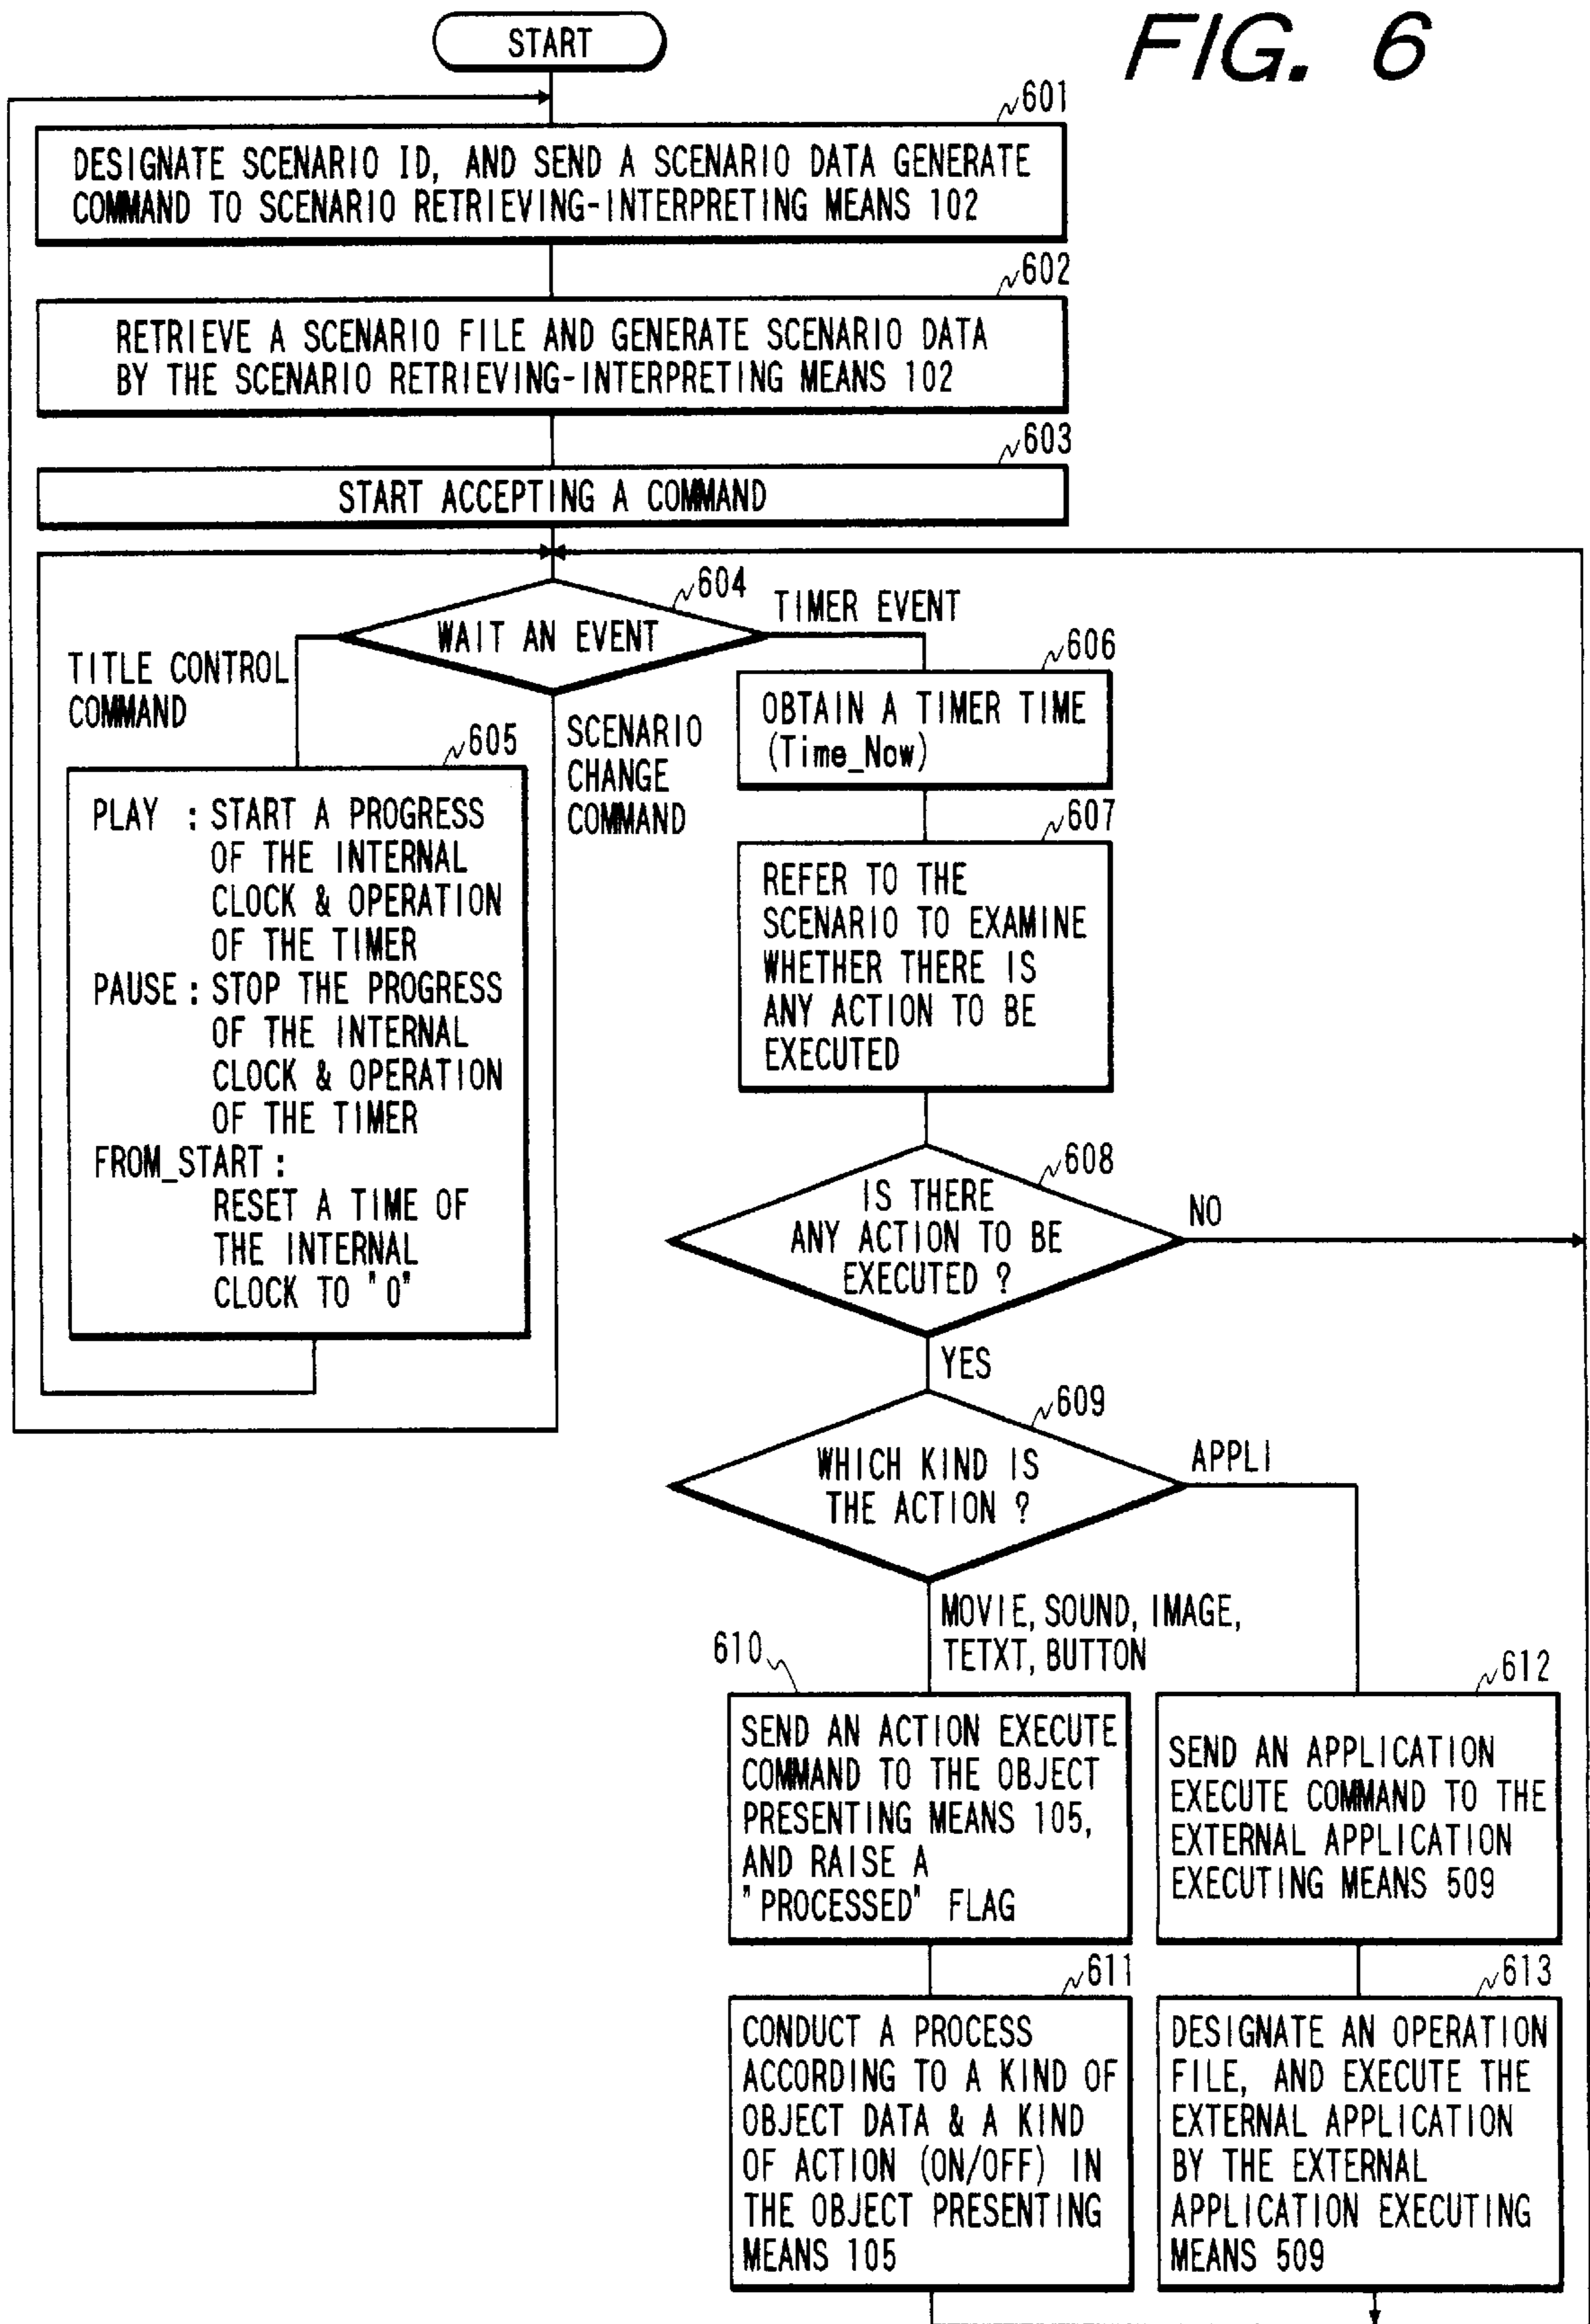 FIG. 6
START
601
DESIGNATE SCENARIO ID, AND SEND A SCENARIO DATA GENERATE
COMMAND TO SCENARIO RETRIEVING-INTERPRETING MEANS 102
602
RETRIEVE A SCENARIO FILE AND GENERATE SCENARIO DATA
BY THE SCENARIO RETRIEVING-INTERPRETING MEANS 102
603
START ACCEPTING A COMMAND
604
WAIT AN EVENT
TITLE CONTROL
COMMAND
605
PLAY : START A PROGRESS
OF THE INTERNAL
CLOCK & OPERATION
OF THE TIMER
PAUSE : STOP THE PROGRESS
OF THE INTERNAL
CLOCK & OPERATION
OF THE TIMER
FROM_START :
RESET A TIME OF
THE INTERNAL
CLOCK TO "0"
SCENARIO
CHANGE
COMMAND
TIMER EVENT
606
OBTAIN A TIMER TIME
(Time_Now)
607
REFER TO THE
SCENARIO TO EXAMINE
WHETHER THERE IS
ANY ACTION TO BE
EXECUTED
608
IS THERE
ANY ACTION TO BE
EXECUTED ?
NO
YES
609
WHICH KIND IS
THE ACTION ?
APPLI
MOVIE, SOUND, IMAGE,
TETXT, BUTTON
610
SEND AN ACTION EXECUTE
COMMAND TO THE OBJECT
PRESENTING MEANS 105,
AND RAISE A
"PROCESSED" FLAG
611
CONDUCT A PROCESS
ACCORDING TO A KIND OF
OBJECT DATA & A KIND
OF ACTION (ON/OFF) IN
THE OBJECT PRESENTING
MEANS 105
612
SEND AN APPLICATION
EXECUTE COMMAND TO THE
EXTERNAL APPLICATION
EXECUTING MEANS 509
613
DESIGNATE AN OPERATION
FILE, AND EXECUTE THE
EXTERNAL APPLICATION
BY THE EXTERNAL
APPLICATION EXECUTING
MEANS 509